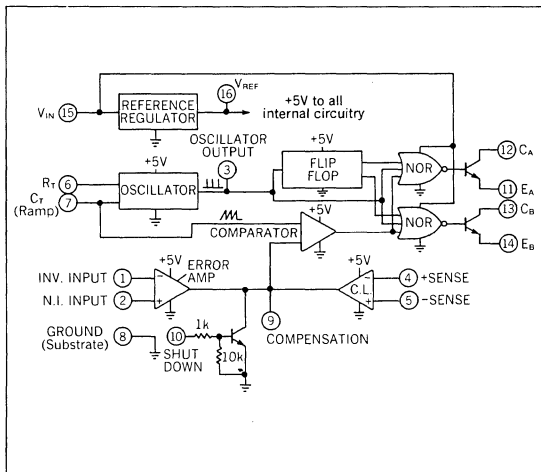 VREF
16
VIN 15
REFERENCE
REGULATOR
+5V to all
internal circuitry
OSCILLATOR
OUTPUT
3
+5V
+5V
12 CA
RT 6
CT 7
(Ramp)
OSCILLATOR
FLIP
FLOP
NOR
11
EA
13
CB
+5V
COMPARATOR
NOR
14
EB
+5V
ERROR
AMP
+5V
INV. INPUT 1
-
N.I. INPUT 2
+
C.L.
-
+
4 +SENSE
5 -SENSE
9
COMPENSATION
GROUND 8
(Substrate)
10
SHUT
DOWN
1k
10k